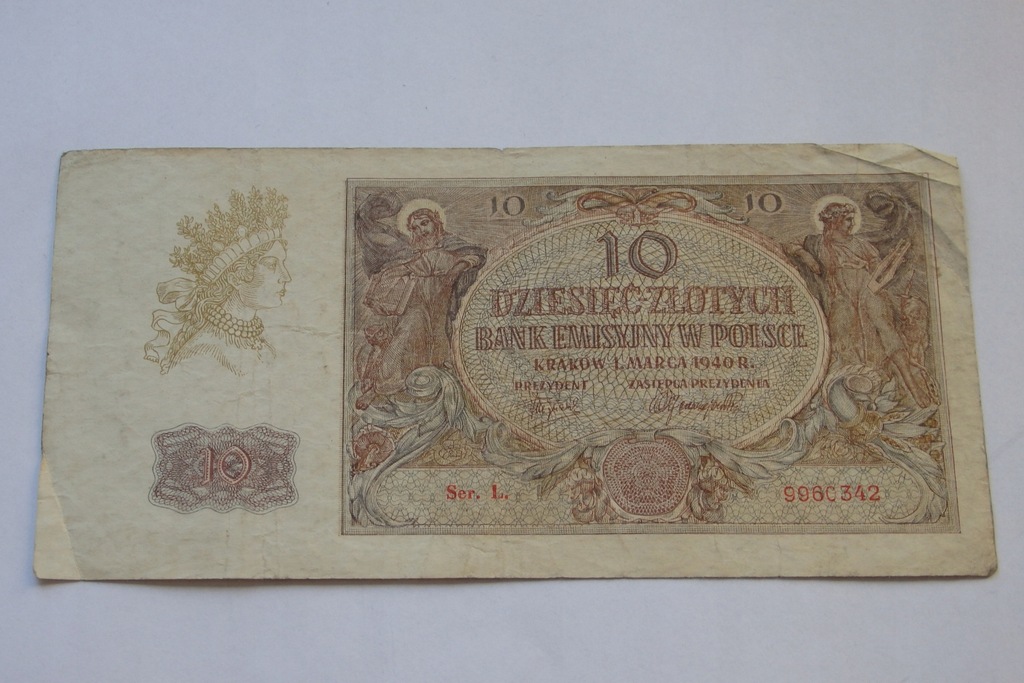 10 10
10
DZIESIĘĆ ZŁOTYCH
BANK EMISYJNY W POLSCE
KRAKÓW 1. MARCA 1940 R.
PREZYDENT ZASTĘPCA PREZYDENTA
10
Ser. L. 9960342